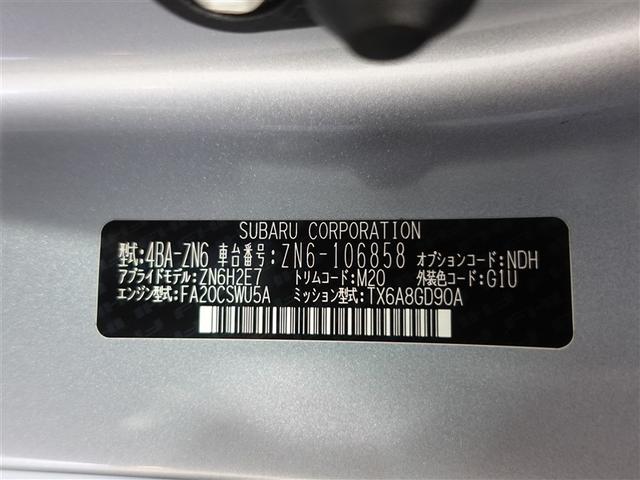 SUBARU CORPORATION
型式:4BA-ZN6 車台番号:ZN6-106858 オプションコード:NDH
アプライドモデル:ZN6H2E7 トリムコード:M20 外装色コード:G1U
エンジン型式:FA20CSWU5A ミッション型式:TX6A8GD90A